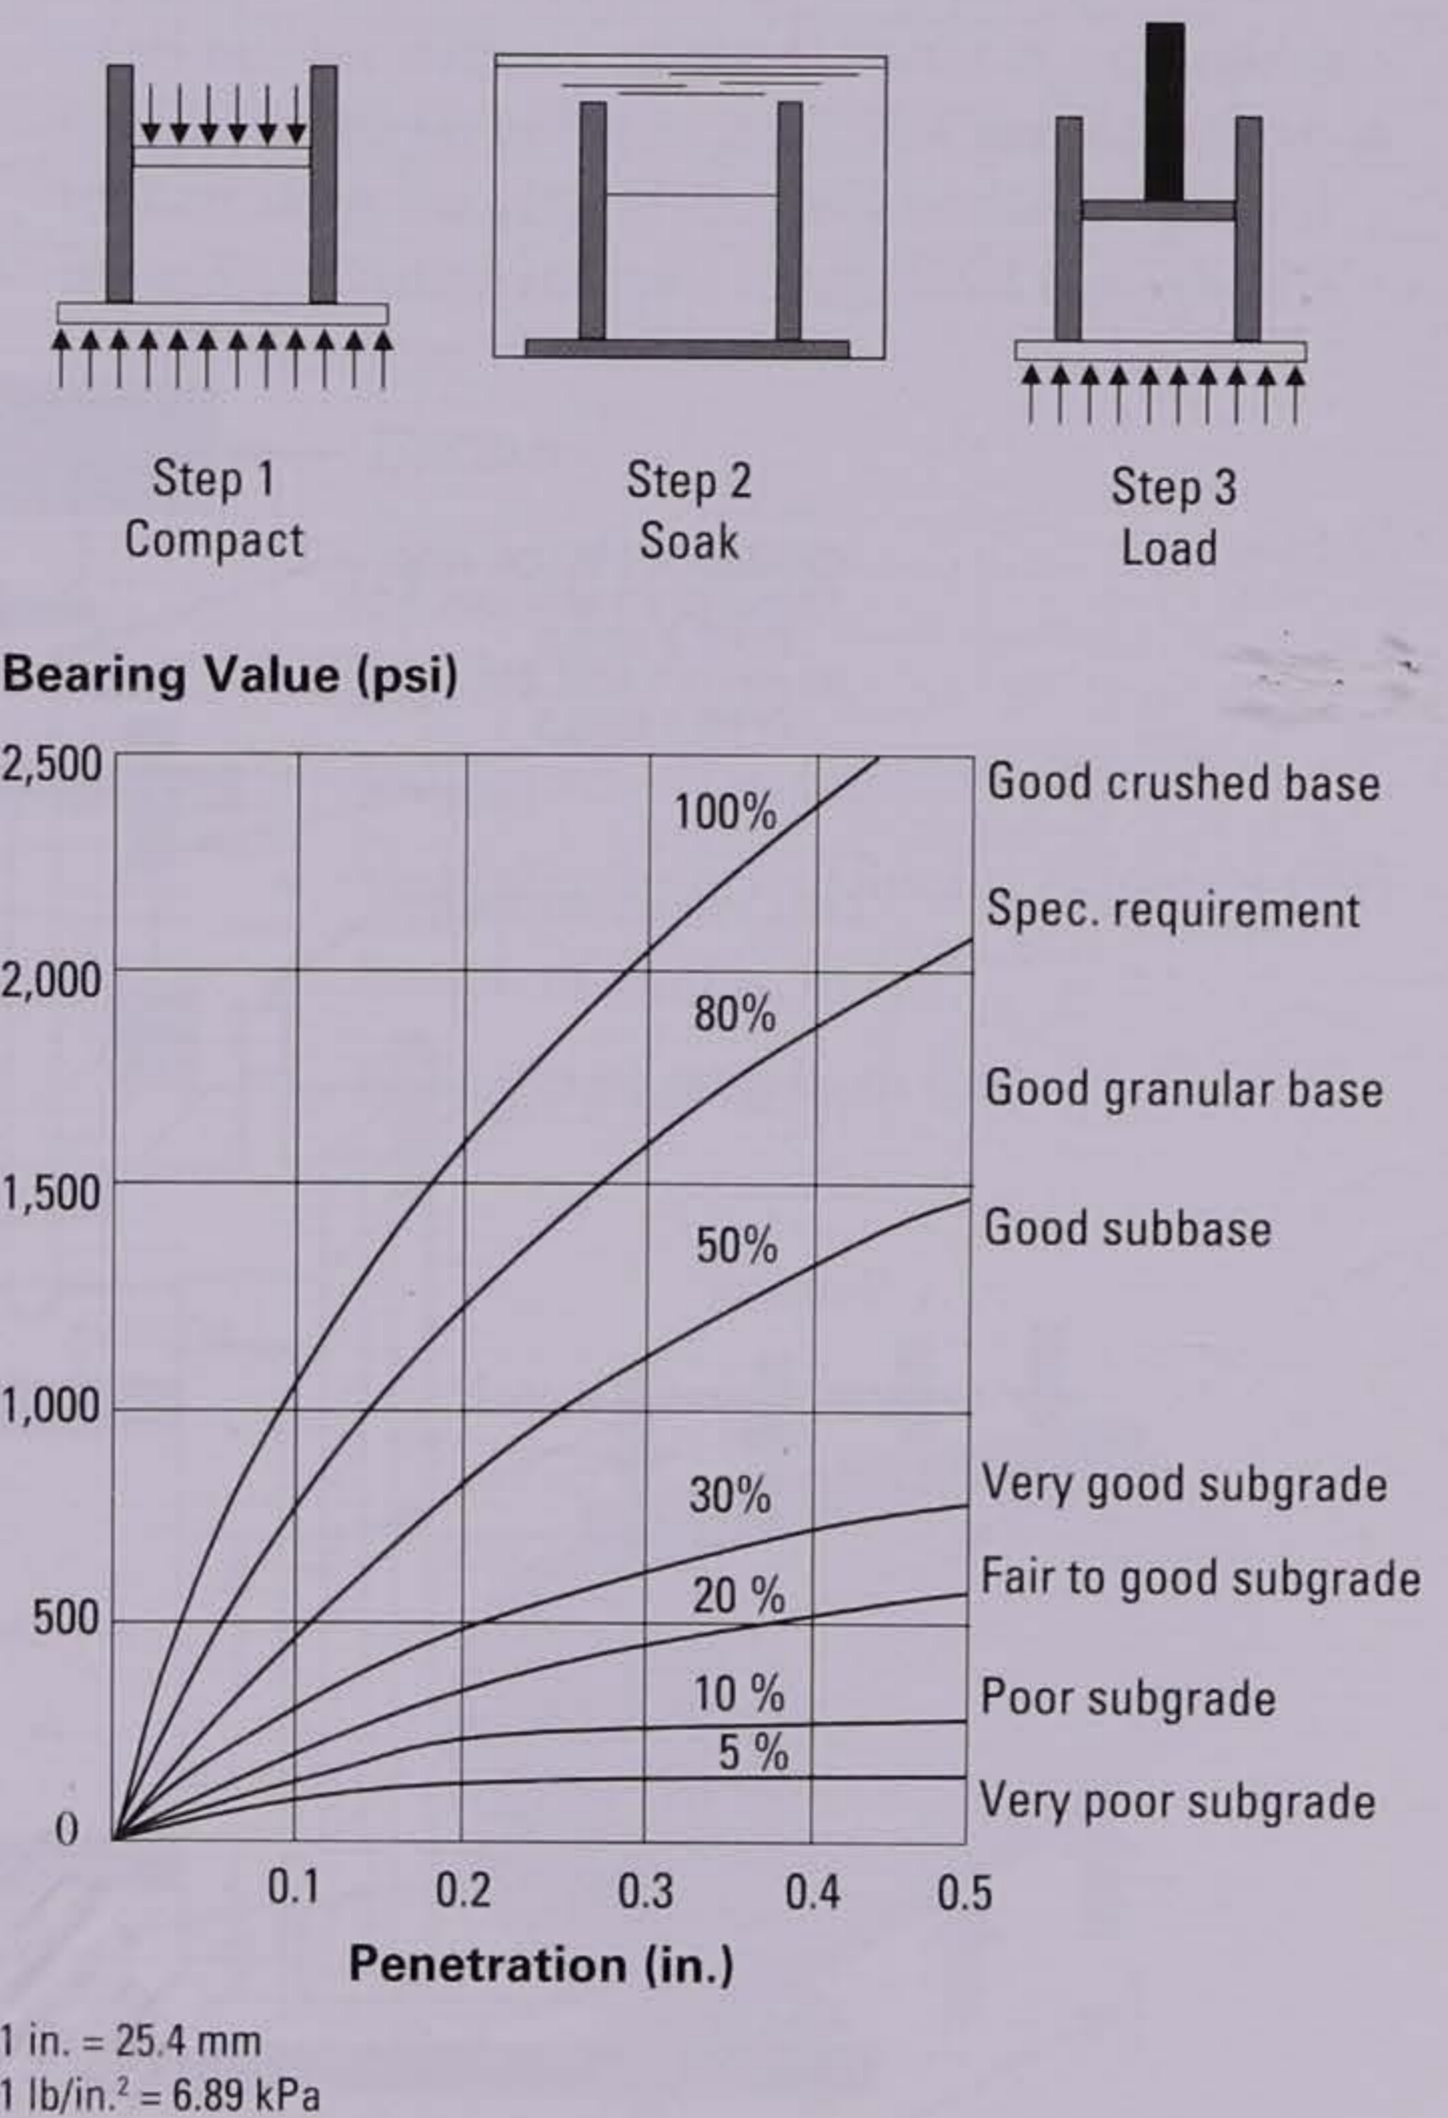 Step 1
Compact
Step 2
Soak
Step 3
Load
Bearing Value (psi)
2,500
2,000
1,500
1,000
500
0
100%
80%
50%
30%
20 %
10 %
5 %
Good crushed base
Spec. requirement
Good granular base
Good subbase
Very good subgrade
Fair to good subgrade
Poor subgrade
Very poor subgrade
0.1
0.2
0.3
0.4
0.5
Penetration (in.)
1 in. = 25.4 mm
1 lb/in.² = 6.89 kPa